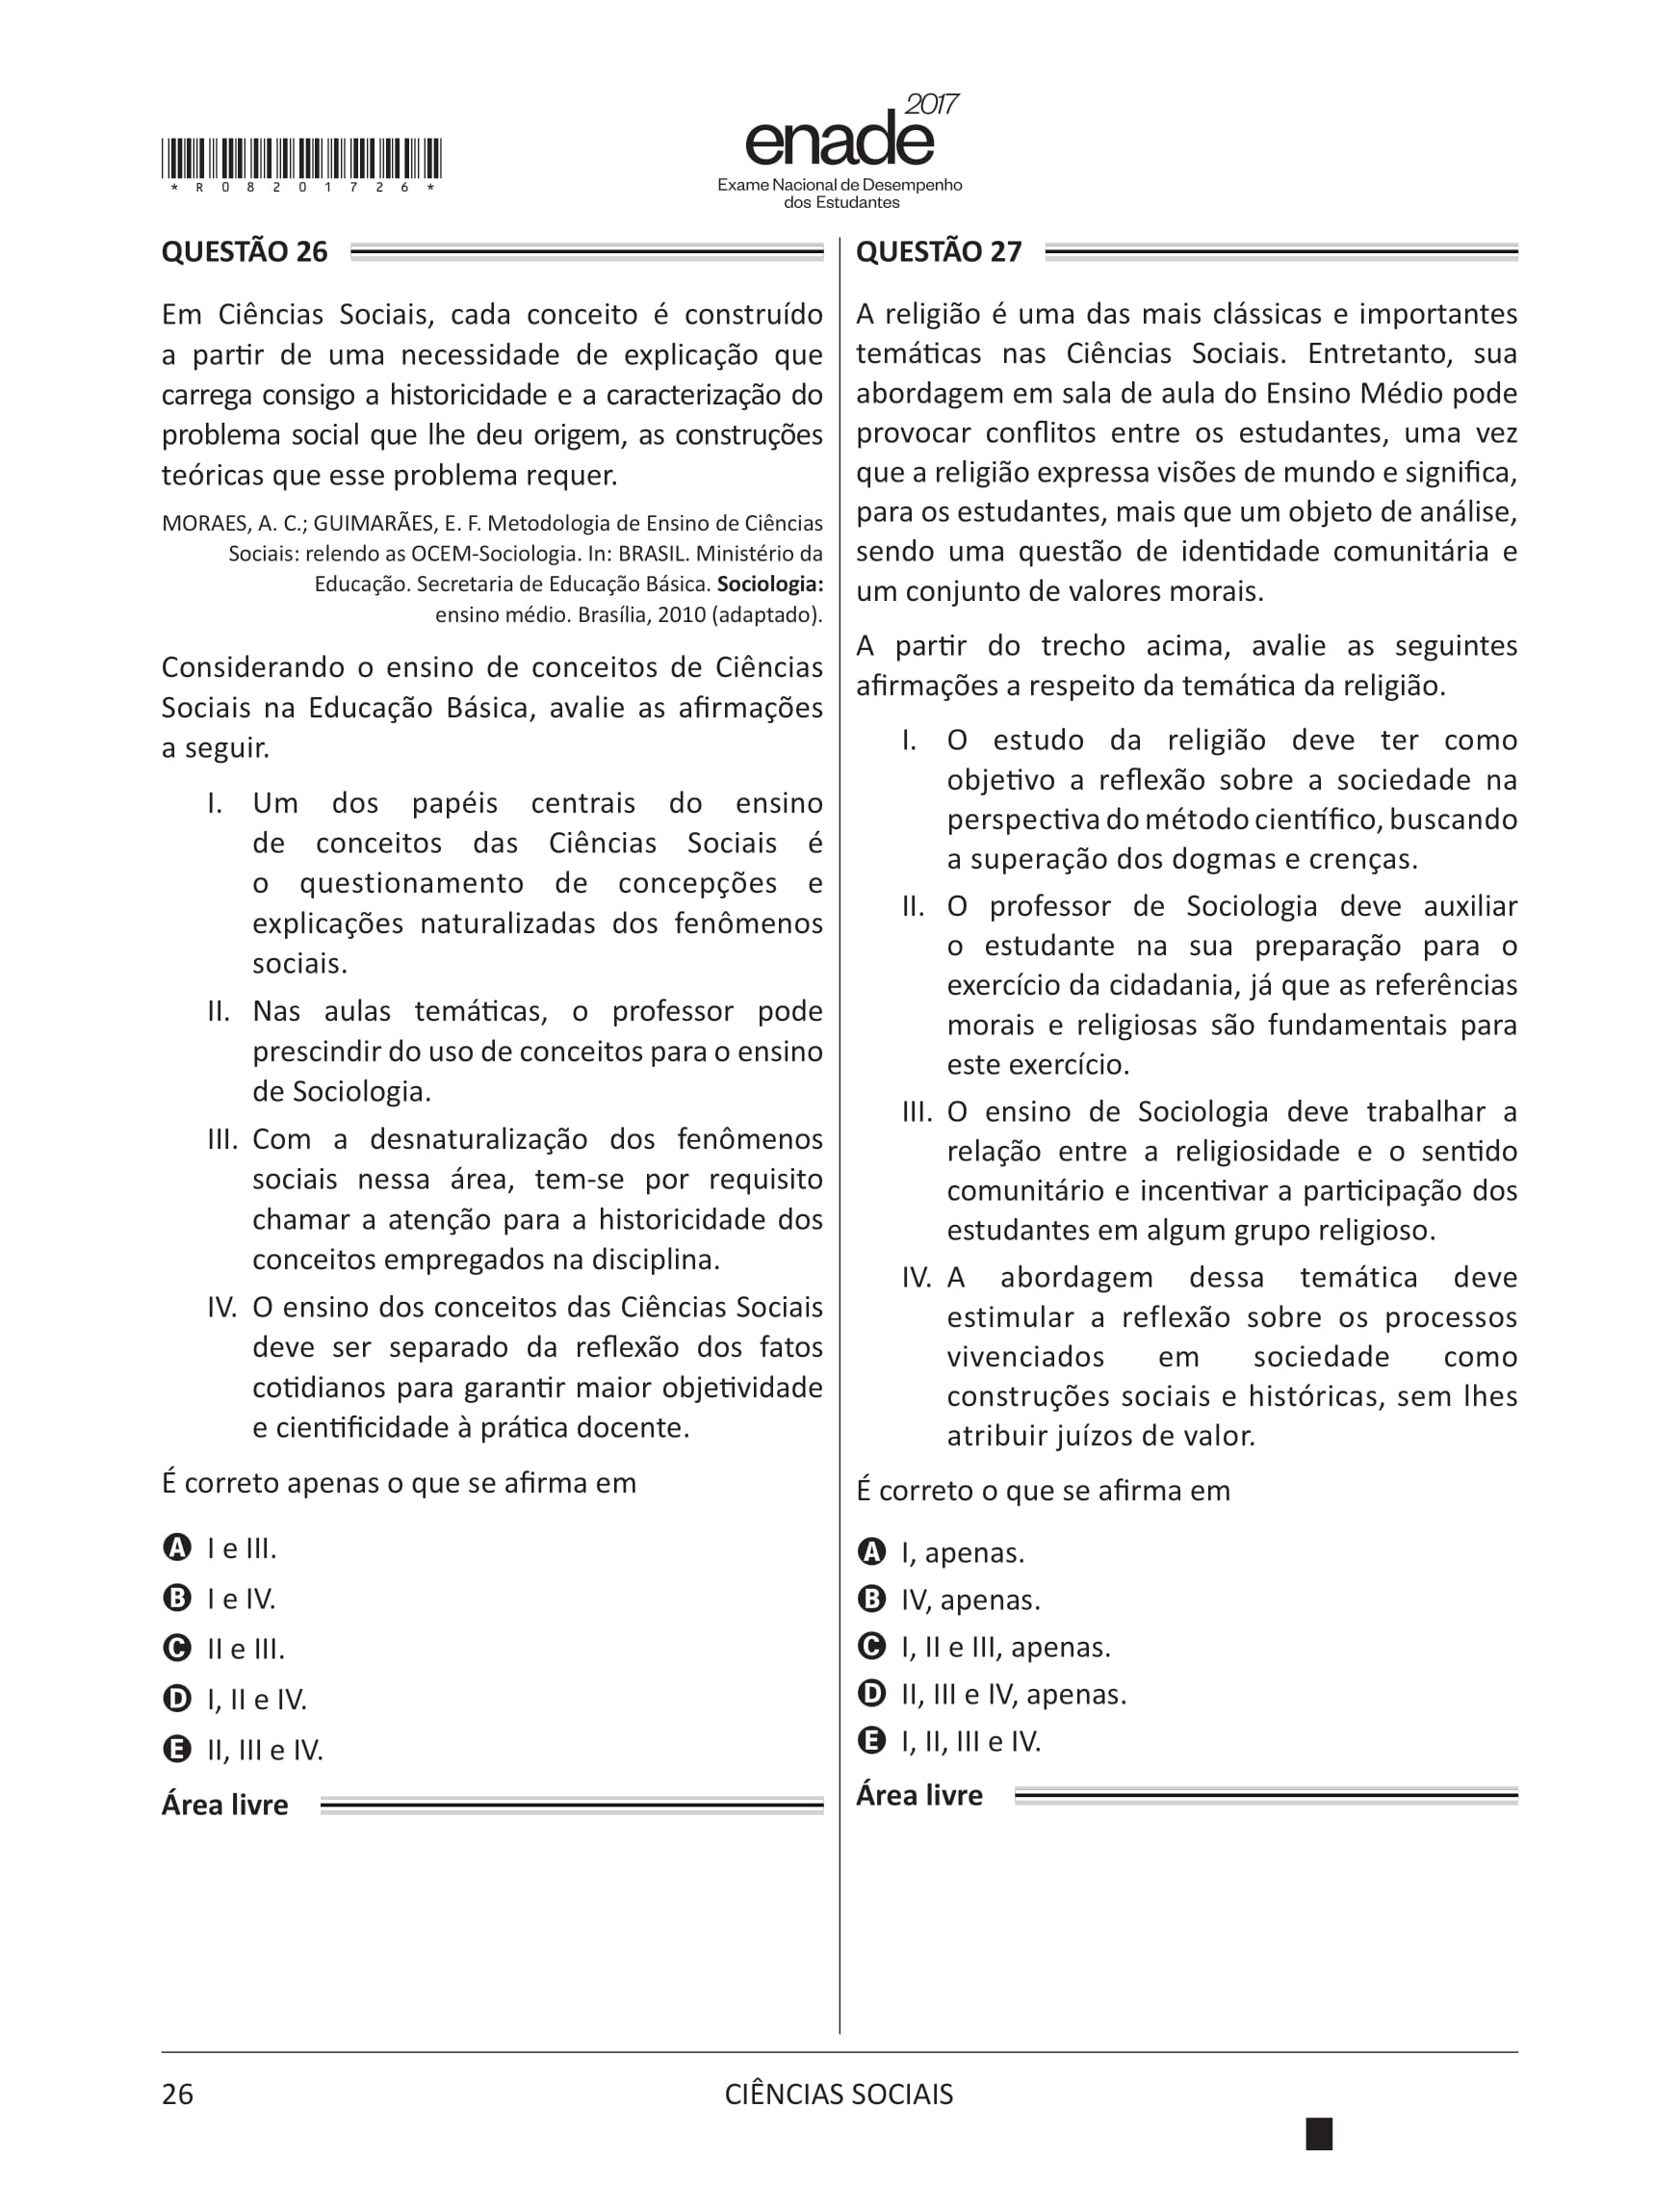 *R08201726*
2017
enade
Exame Nacional de Desempenho
dos Estudantes
QUESTÃO 26
Em Ciências Sociais, cada conceito é construído
a partir de uma necessidade de explicação que
carrega consigo a historicidade e a caracterização do
problema social que lhe deu origem, as construções
teóricas que esse problema requer.
MORAES, A. C.; GUIMARÃES, E. F. Metodologia de Ensino de Ciências
Sociais: relendo as OCEM-Sociologia. In: BRASIL. Ministério da
Educação. Secretaria de Educação Básica. Sociologia:
ensino médio. Brasília, 2010 (adaptado).
Considerando o ensino de conceitos de Ciências
Sociais na Educação Básica, avalie as afirmações
a seguir.
I. Um dos papéis centrais do ensino
de conceitos das Ciências Sociais é
o questionamento de concepções e
explicações naturalizadas dos fenômenos
sociais.
II. Nas aulas temáticas, o professor pode
prescindir do uso de conceitos para o ensino
de Sociologia.
III. Com a desnaturalização dos fenômenos
sociais nessa área, tem-se por requisito
chamar a atenção para a historicidade dos
conceitos empregados na disciplina.
IV. O ensino dos conceitos das Ciências Sociais
deve ser separado da reflexão dos fatos
cotidianos para garantir maior objetividade
e cientificidade à prática docente.
É correto apenas o que se afirma em
A I e III.
B I e IV.
C II e III.
D I, II e IV.
E II, III e IV.
Área livre
QUESTÃO 27
A religião é uma das mais clássicas e importantes
temáticas nas Ciências Sociais. Entretanto, sua
abordagem em sala de aula do Ensino Médio pode
provocar conflitos entre os estudantes, uma vez
que a religião expressa visões de mundo e significa,
para os estudantes, mais que um objeto de análise,
sendo uma questão de identidade comunitária e
um conjunto de valores morais.
A partir do trecho acima, avalie as seguintes
afirmações a respeito da temática da religião.
I. O estudo da religião deve ter como
objetivo a reflexão sobre a sociedade na
perspectiva do método científico, buscando
a superação dos dogmas e crenças.
II. O professor de Sociologia deve auxiliar
o estudante na sua preparação para o
exercício da cidadania, já que as referências
morais e religiosas são fundamentais para
este exercício.
III. O ensino de Sociologia deve trabalhar a
relação entre a religiosidade e o sentido
comunitário e incentivar a participação dos
estudantes em algum grupo religioso.
IV. A abordagem dessa temática deve
estimular a reflexão sobre os processos
vivenciados em sociedade como
construções sociais e históricas, sem lhes
atribuir juízos de valor.
É correto o que se afirma em
A I, apenas.
B IV, apenas.
C I, II e III, apenas.
D II, III e IV, apenas.
E I, II, III e IV.
Área livre
26
CIÊNCIAS SOCIAIS